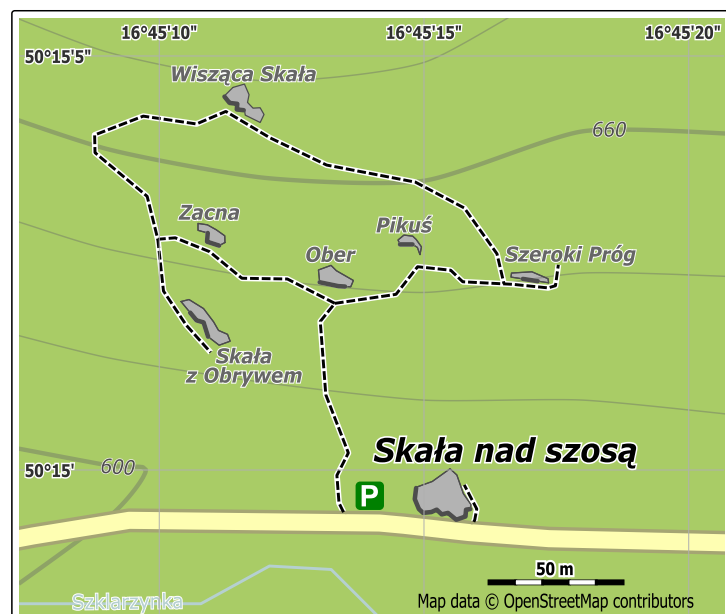 16°45'10"
16°45'15"
16°45'20"
50°15'5"
Wisząca Skała
660
Zacna
Pikuś
Ober
Szeroki Próg
Skała
z Obrywem
Skała nad szosą
50°15'
600
P
50 m
Szklarzynka
Map data © OpenStreetMap contributors